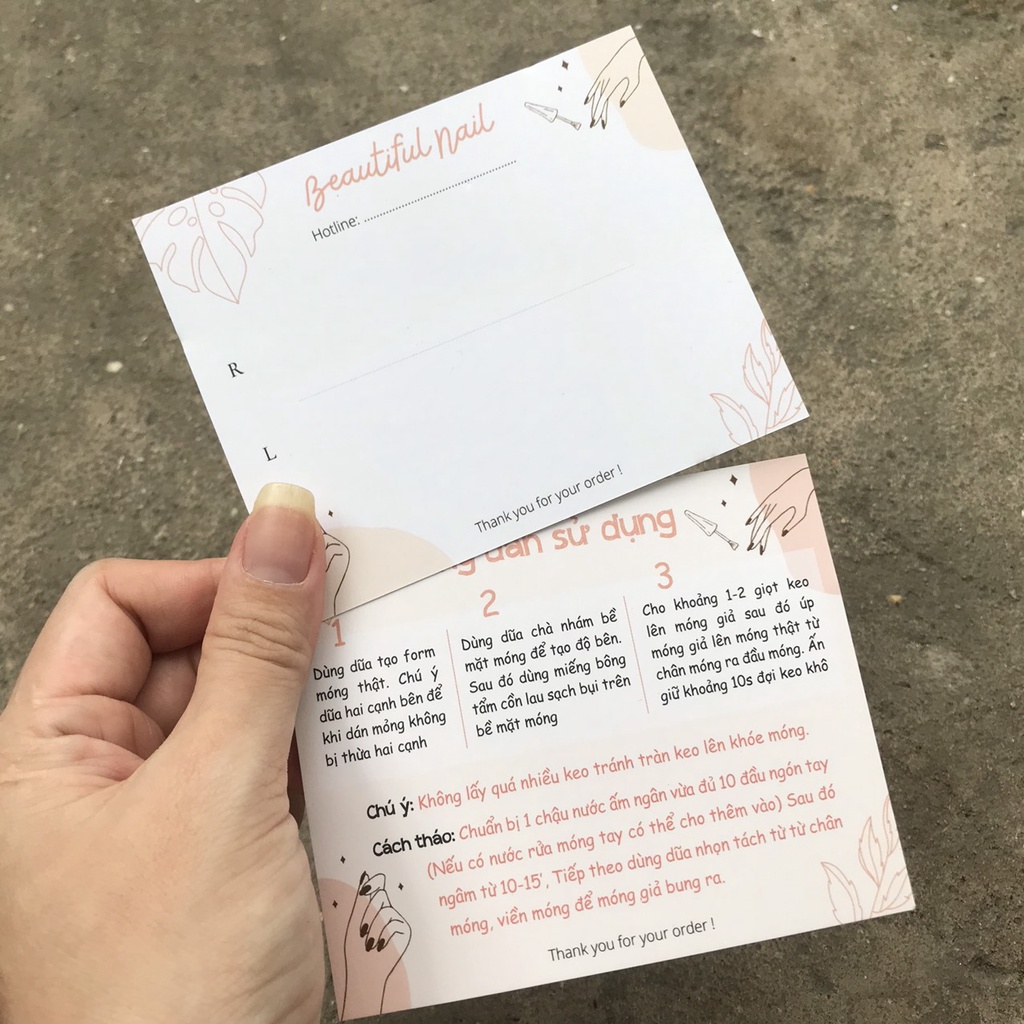 Beautiful Nail
Hotline: ........................................
R
L
Thank you for your order !
dẫn sử dụng
1
Dùng dũa tạo form
móng thật. Chú ý
dũa hai cạnh bên để
khi dán mỏng không
bị thừa hai cạnh
2
Dùng dũa chà nhám bề
mặt móng để tạo độ bền.
Sau đó dùng miếng bông
tẩm cồn lau sạch bụi trên
bề mặt móng
3
Cho khoảng 1-2 giọt keo
lên móng giả sau đó úp
móng giả lên móng thật từ
chân móng ra đầu móng. Ấn
giữ khoảng 10s đợi keo khô
Chú ý: Không lấy quá nhiều keo tránh tràn keo lên khóe móng.
Cách tháo: Chuẩn bị 1 chậu nước ấm ngân vừa đủ 10 đầu ngón tay
(Nếu có nước rửa móng tay có thể cho thêm vào) Sau đó
ngâm từ 10-15', Tiếp theo dùng dũa nhọn tách từ từ chân
móng, viền móng để móng giả bung ra.
Thank you for your order !